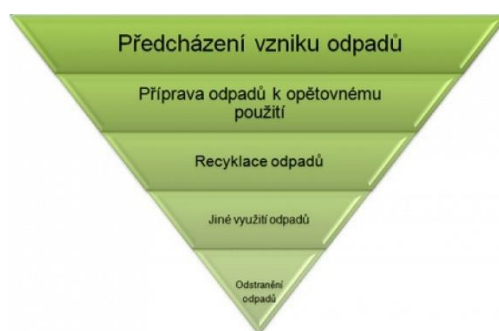 Předcházení vzniku odpadů
Příprava odpadů k opětovnému
použití
Recyklace odpadů
Jiné využití odpadů
Odstranění
odpadů